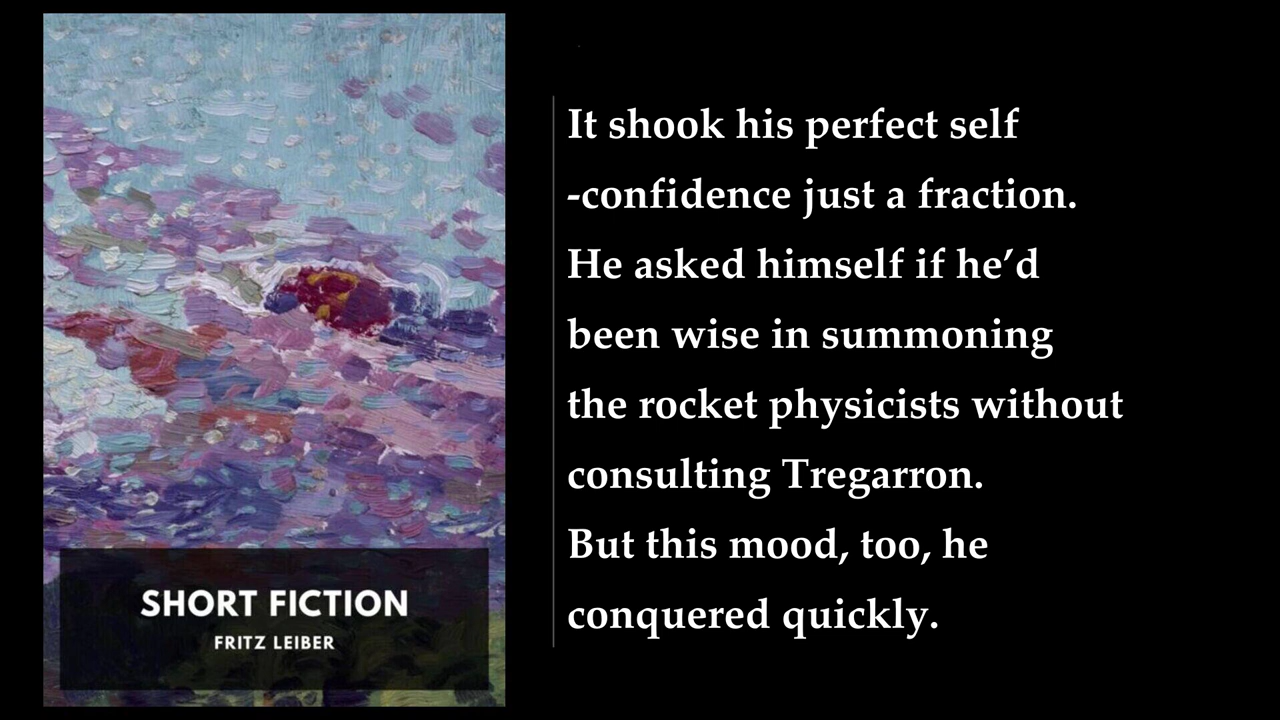 SHORT FICTION
FRITZ LEIBER
It shook his perfect self
-confidence just a fraction.
He asked himself if he’d
been wise in summoning
the rocket physicists without
consulting Tregarron.
But this mood, too, he
conquered quickly.